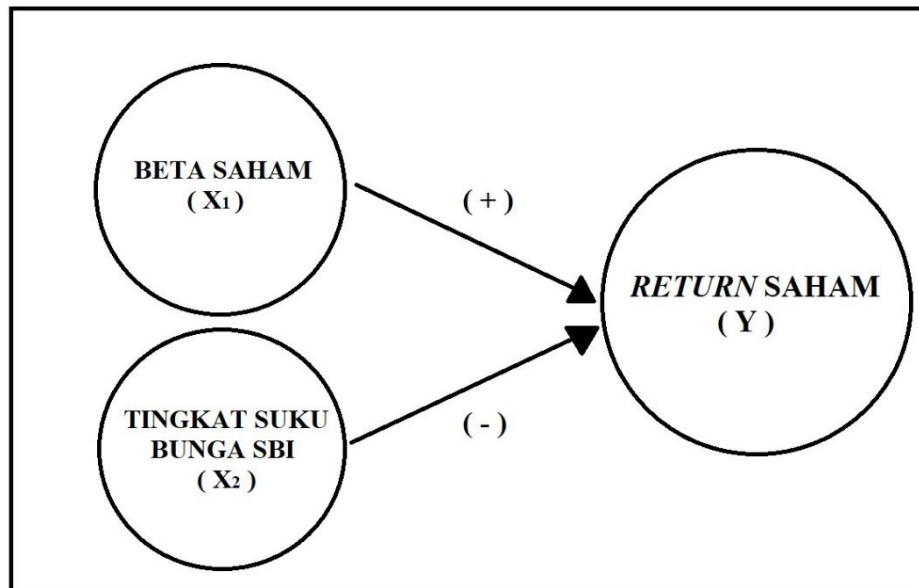 BETA SAHAM
( X₁ )
( + )
RETURN SAHAM
( Y )
TINGKAT SUKU
BUNGA SBI
( X₂ )
( - )